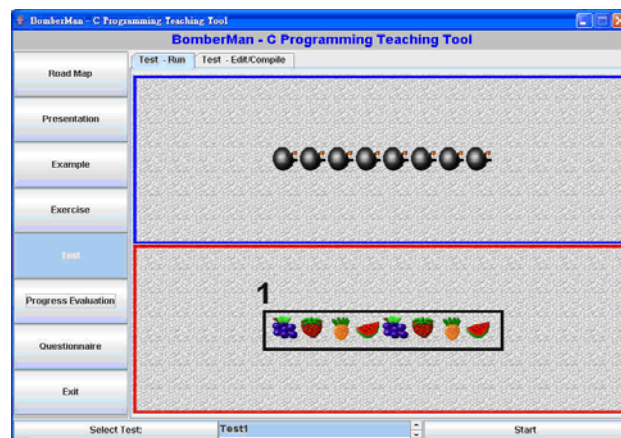 BomberMan - C Programming Teaching Tool
BomberMan - C Programming Teaching Tool
Road Map
Test - Run
Test - Edit/Compile
Presentation
Example
Exercise
Test
1
Progress Evaluation
Questionnaire
Exit
Select Test:
Test1
Start